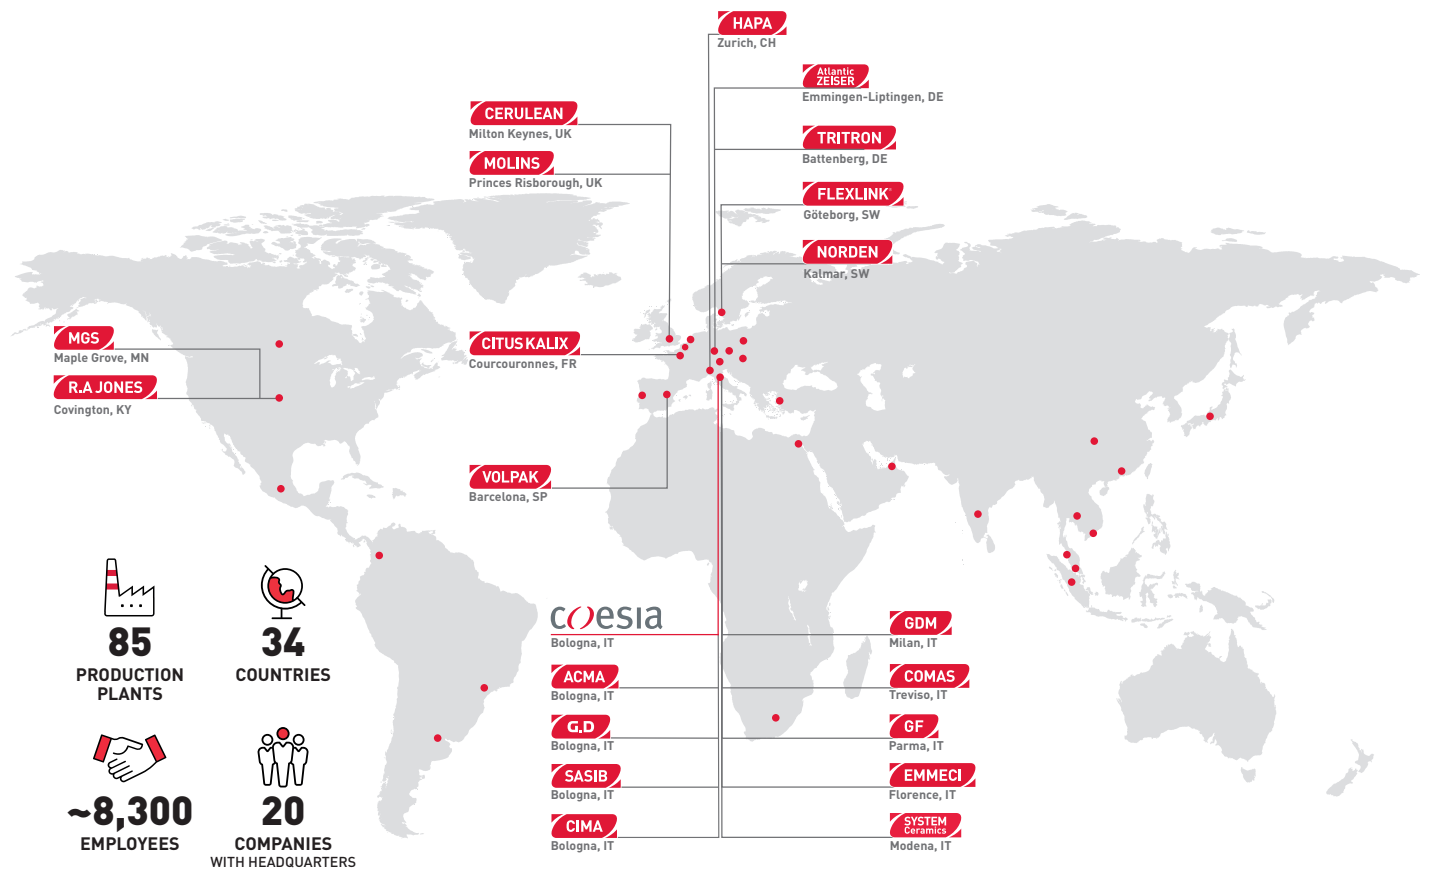 HAPA
Zurich, CH
Atlantic
ZEISER
Emmingen-Liptingen, DE
CERULEAN
Milton Keynes, UK
TRITRON
Battenberg, DE
MOLINS
Princes Risborough, UK
FLEXLINK
Göteborg, SW
NORDEN
Kalmar, SW
MGS
Maple Grove, MN
CITUS KALIX
Courcouronnes, FR
R.A JONES
Covington, KY
VOLPAK
Barcelona, SP
85
PRODUCTION
PLANTS
34
COUNTRIES
~8,300
EMPLOYEES
20
COMPANIES
WITH HEADQUARTERS
coesia
Bologna, IT
ACMA
Bologna, IT
G.D
Bologna, IT
SASIB
Bologna, IT
CIMA
Bologna, IT
GDM
Milan, IT
COMAS
Treviso, IT
GF
Parma, IT
EMMECI
Florence, IT
SYSTEM
Ceramics
Modena, IT